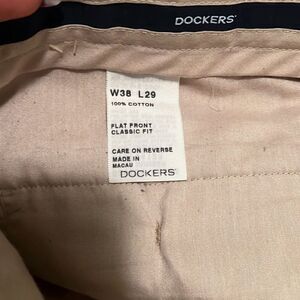 DOCKERS®
W38 L29
100% COTTON
FLAT FRONT
CLASSIC FIT
CARE ON REVERSE
MADE IN
MACAU
DOCKERS®